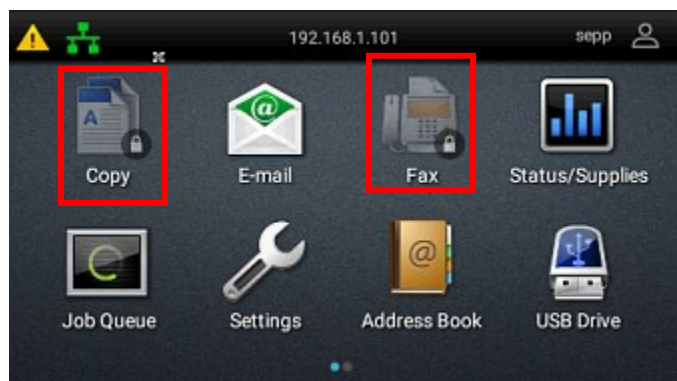 192.168.1.101 sepp
A
@
Copy E-mail Fax Status/Supplies
@
Job Queue Settings Address Book USB Drive